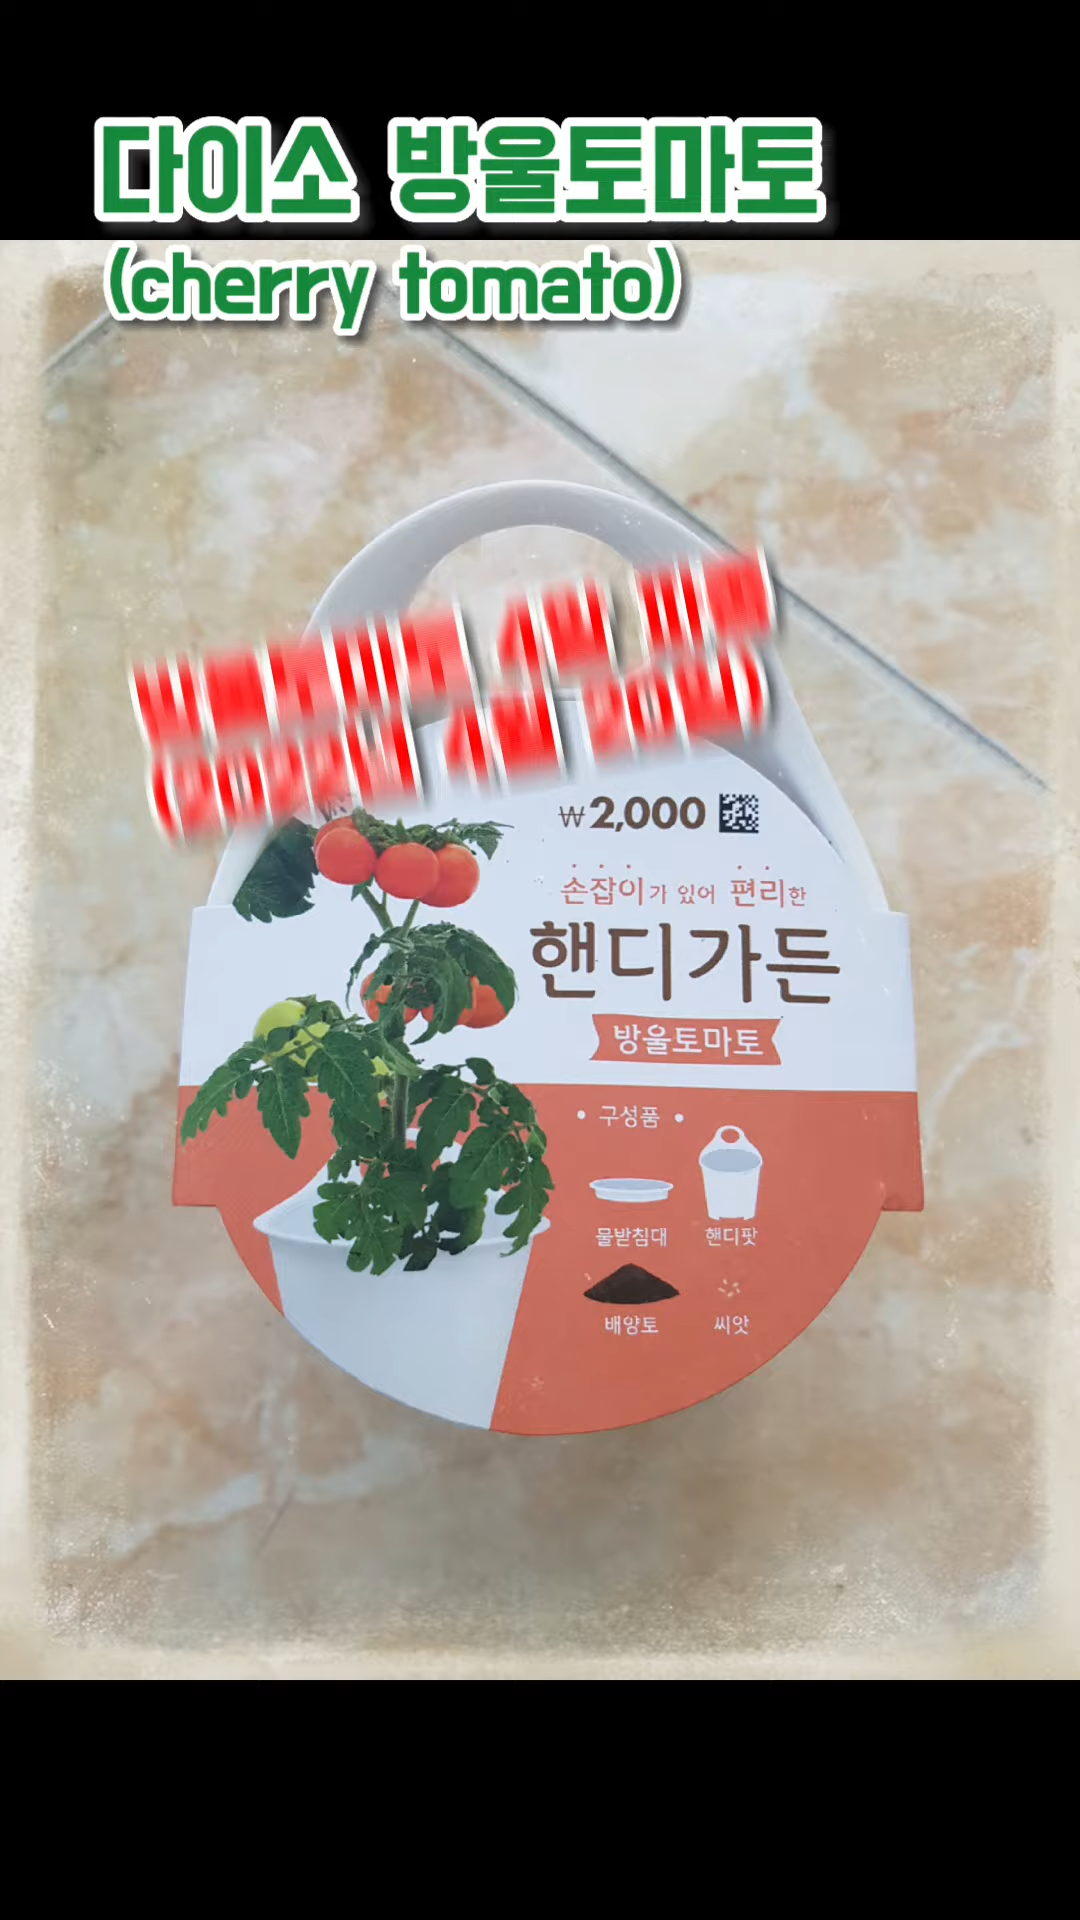 다이소 방울토마토
(cherry tomato)
₩2,000
손잡이가 있어 편리한
핸디가든
방울토마토
• 구성품 •
물받침대 핸디팟
배양토 씨앗